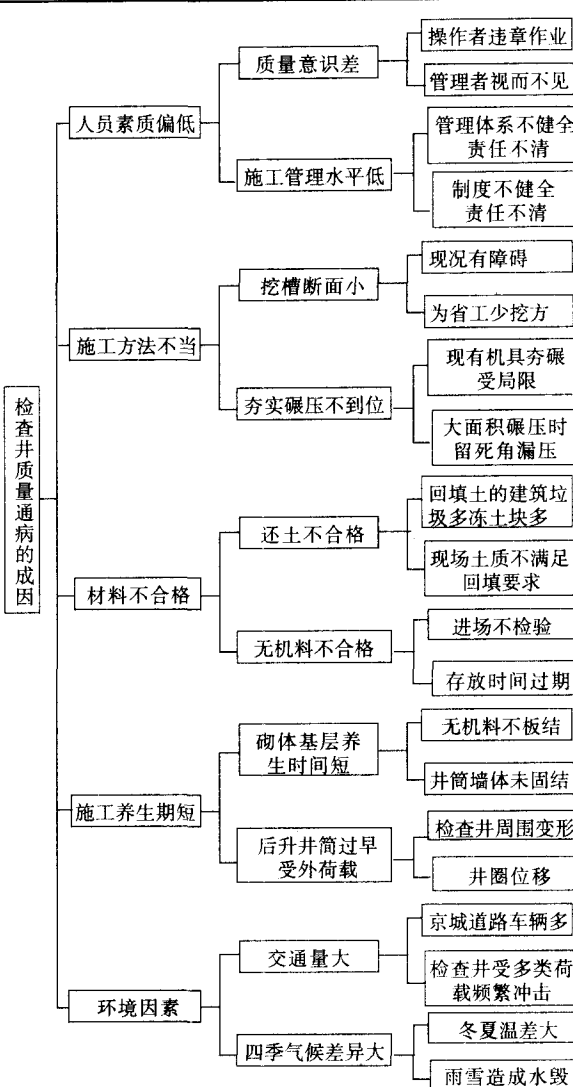 检查井质量通病的成因
人员素质偏低
质量意识差
操作者违章作业
管理者视而不见
施工管理水平低
管理体系不健全
责任不清
制度不健全
责任不清
施工方法不当
挖槽断面小
现况有障碍
为省工少挖方
夯实碾压不到位
现有机具夯碾
受局限
大面积碾压时
留死角漏压
材料不合格
还土不合格
回填土的建筑垃
圾多冻土块多
现场土质不满足
回填要求
无机料不合格
进场不检验
存放时间过期
施工养生期短
砌体基层养
生时间短
无机料不板结
井筒墙体未固结
后升井筒过早
受外荷载
检查井周围变形
井圈位移
环境因素
交通量大
京城道路车辆多
检查井受多类荷
载频繁冲击
四季气候差异大
冬夏温差大
雨雪造成水毁